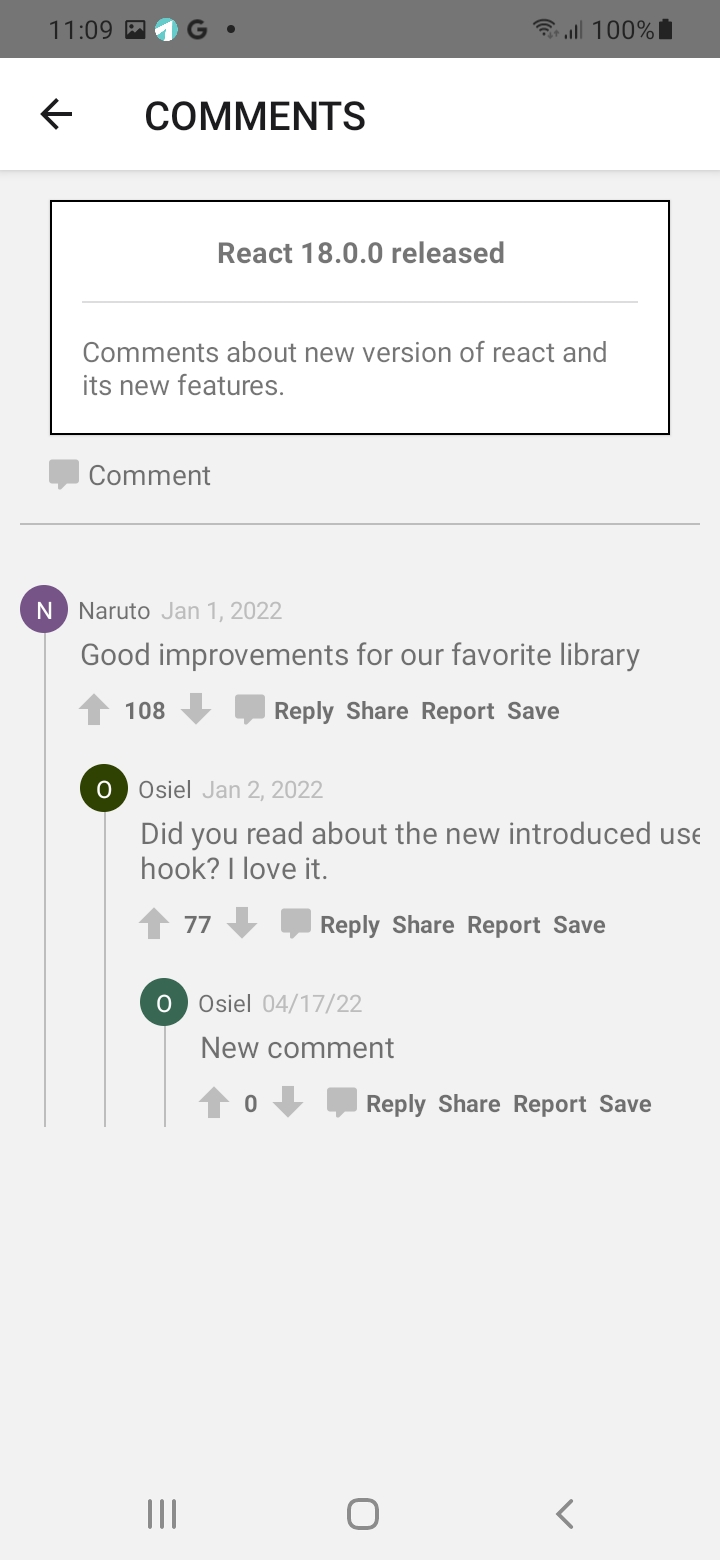 11:09 G 100%
COMMENTS
React 18.0.0 released
Comments about new version of react and
its new features.
Comment
N Naruto Jan 1, 2022
Good improvements for our favorite library
108 Reply Share Report Save
O Osiel Jan 2, 2022
Did you read about the new introduced use
hook? I love it.
77 Reply Share Report Save
O Osiel 04/17/22
New comment
0 Reply Share Report Save